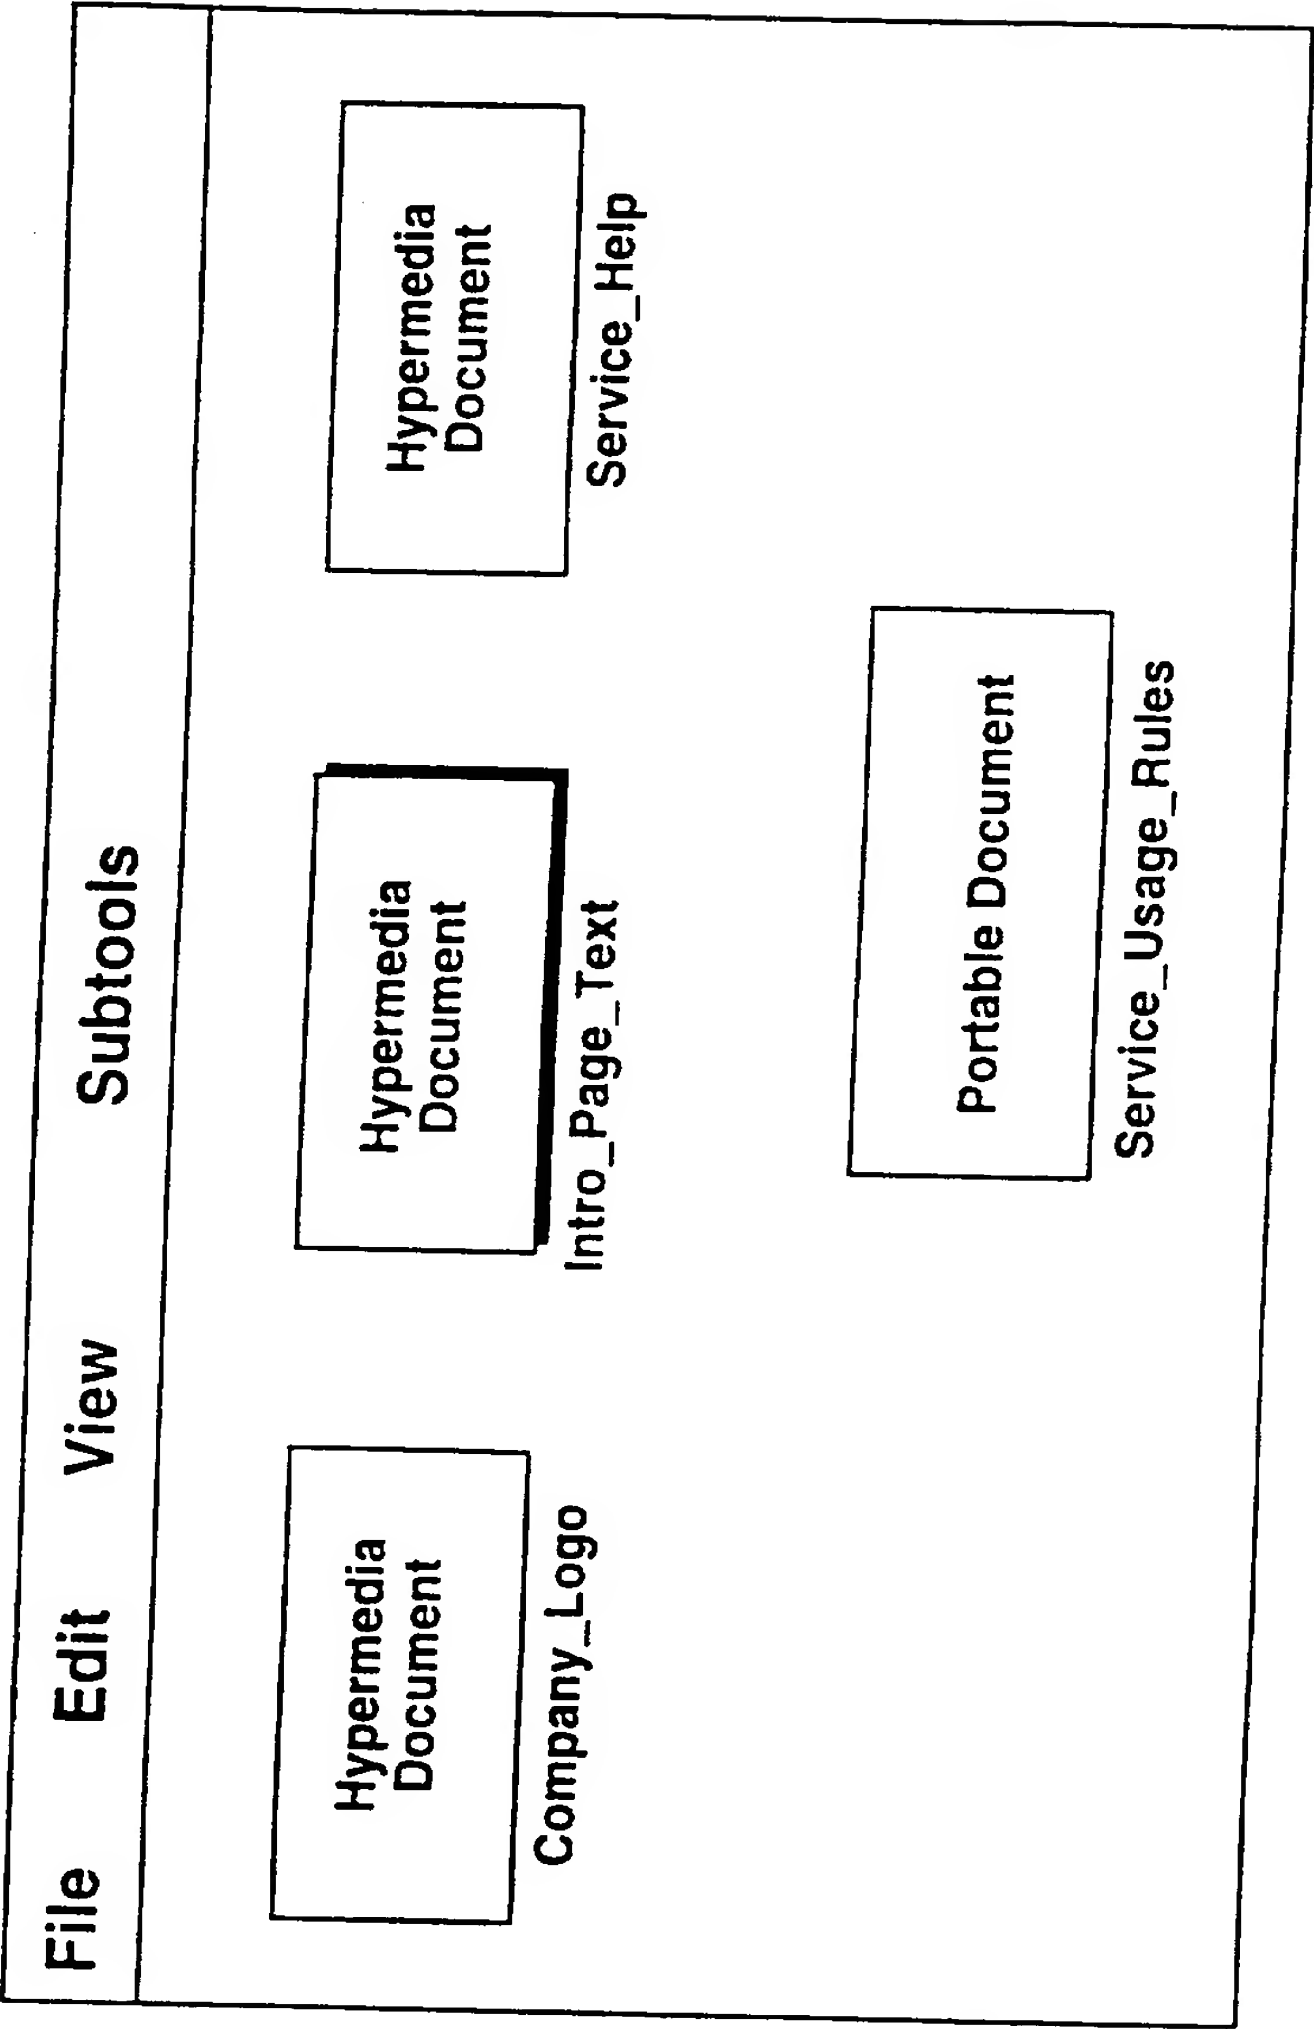 File Edit View Subtools
Hypermedia
Document
Company_Logo
Hypermedia
Document
Intro_Page_Text
Hypermedia
Document
Service_Help
Portable Document
Service_Usage_Rules